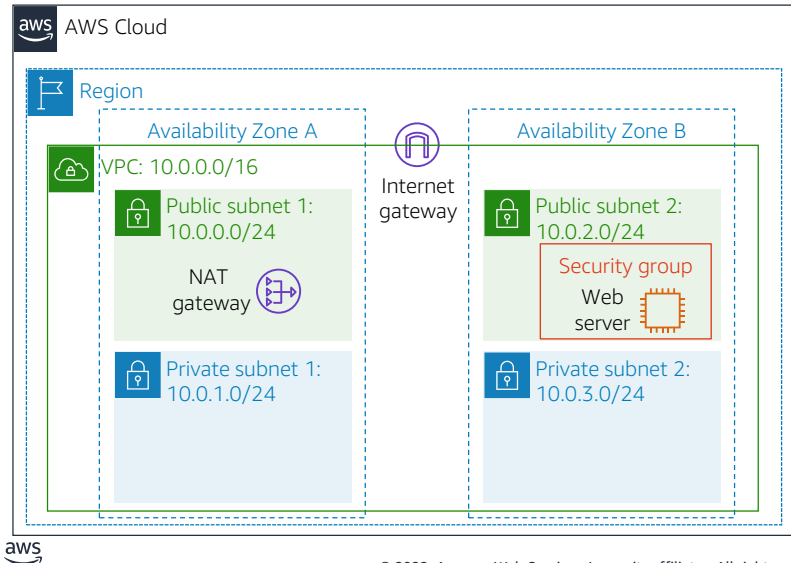 aws AWS Cloud
Region
Availability Zone A
Availability Zone B
VPC: 10.0.0.0/16
Internet
gateway
Public subnet 1:
10.0.0.0/24
NAT
gateway
Public subnet 2:
10.0.2.0/24
Security group
Web
server
Private subnet 1:
10.0.1.0/24
Private subnet 2:
10.0.3.0/24
aws